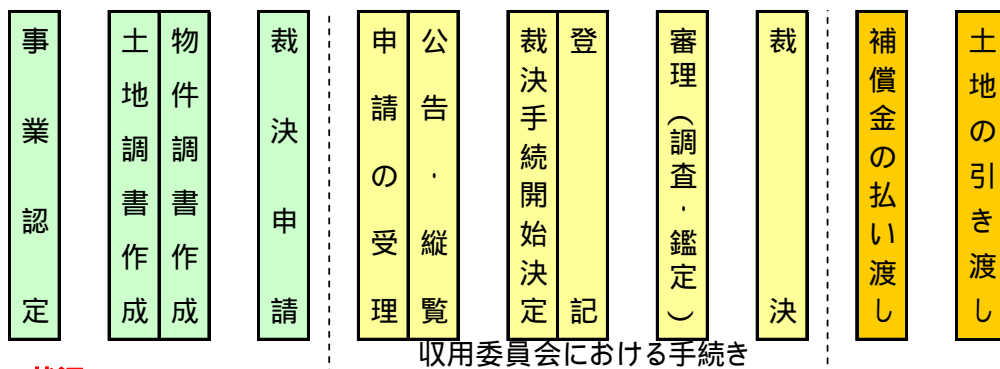 事業認定
土地調書作成
物件調書作成
裁決申請
申請の受理
公告・縦覧
裁決手続開始決定
登記
審理（調査・鑑定）
裁決
補償金の払い渡し
土地の引き渡し
収用委員会における手続き